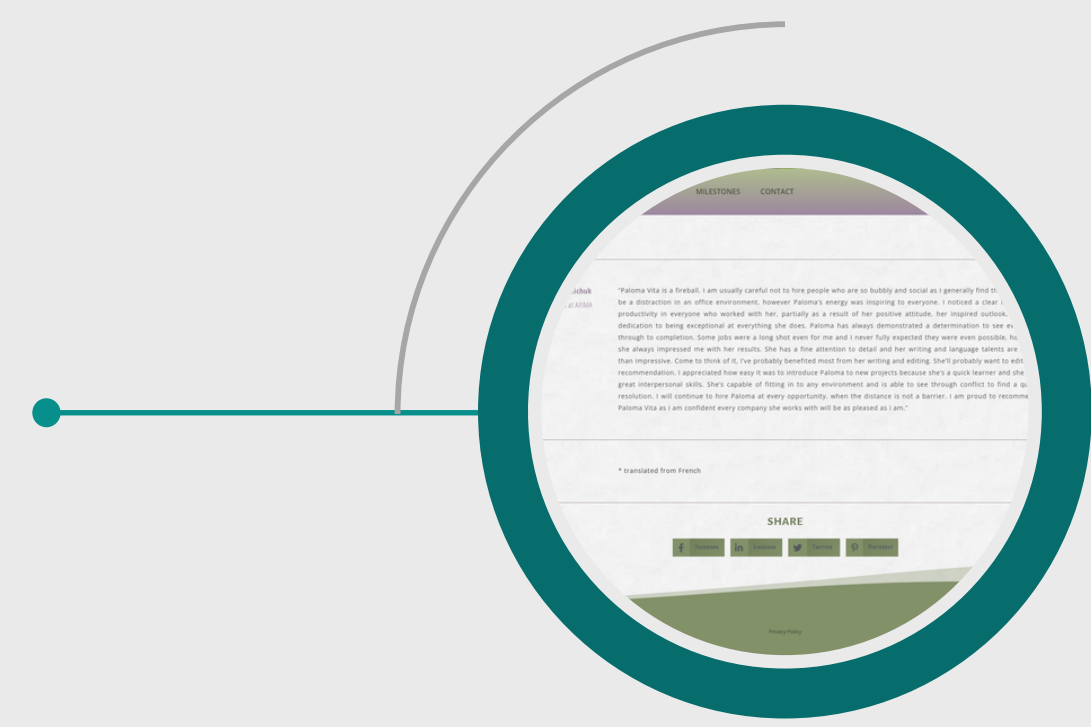 MILESTONES CONTACT
"Paloma Vita is a fireball. I am usually careful not to hire people who are so bubbly and social as I generally find
be a distraction in an office environment, however Paloma's energy was inspiring to everyone. I noticed a clear
productivity in everyone who worked with her, partially as a result of her positive attitude, her inspired outlook,
dedication to being exceptional at everything she does. Paloma has always demonstrated a determination to see
through to completion. Some jobs were a long shot even for me and I never fully expected they were even possible,
she always impressed me with her results. She has a fine attention to detail and her writing and language talents are
than impressive. Come to think of it, I've probably benefited most from her writing and editing. She'll probably want to edit
recommendation. I appreciated how easy it was to introduce Paloma to new projects because she's a quick learner and she
great interpersonal skills. She's capable of fitting in to any environment and is able to see through conflict to find a
resolution. I will continue to hire Paloma at every opportunity, when the distance is not a barrier. I am proud to
Paloma Vita as I am confident every company she works with will be as pleased as I am."
* translated from French
SHARE
Facebook LinkedIn Twitter Pinterest
Privacy Policy